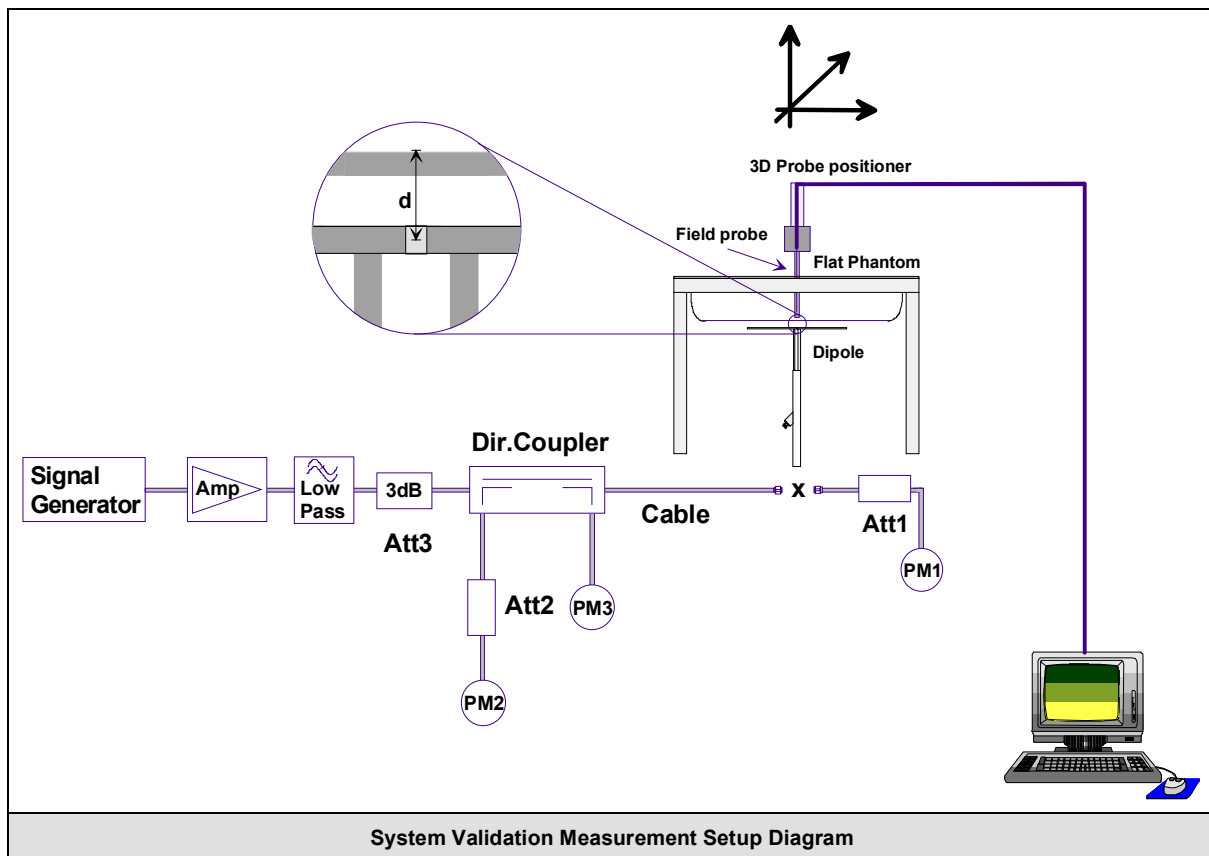 3D Probe positioner
d
Field probe
Flat Phantom
Dipole
Dir.Coupler
Signal
Generator
Amp
Low
Pass
3dB
x
Cable
Att1
Att3
PM1
Att2
PM3
PM2
System Validation Measurement Setup Diagram